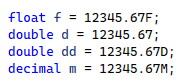 float f = 12345.67F;
double d = 12345.67;
double dd = 12345.67D;
decimal m = 12345.67M;